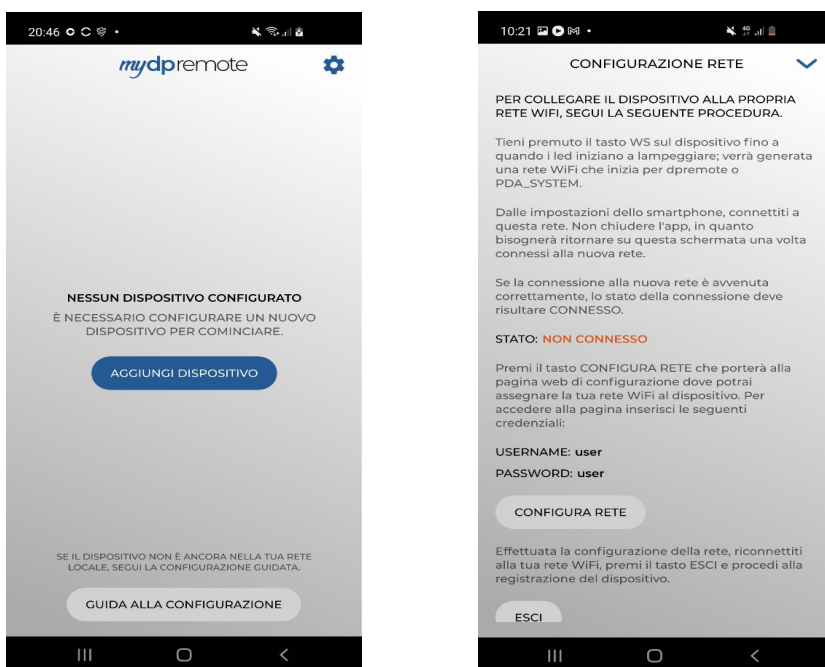 20:46
mydpremote
NESSUN DISPOSITIVO CONFIGURATO
È NECESSARIO CONFIGURARE UN NUOVO
DISPOSITIVO PER COMINCIARE.
AGGIUNGI DISPOSITIVO
SE IL DISPOSITIVO NON È ANCORA NELLA TUA RETE
LOCALE, SEGUI LA CONFIGURAZIONE GUIDATA.
GUIDA ALLA CONFIGURAZIONE
10:21
4G
CONFIGURAZIONE RETE
PER COLLEGARE IL DISPOSITIVO ALLA PROPRIA
RETE WIFI, SEGUI LA SEGUENTE PROCEDURA.
Tieni premuto il tasto WS sul dispositivo fino a
quando i led iniziano a lampeggiare; verrà generata
una rete WiFi che inizia per dpremote o
PDA_SYSTEM.
Dalle impostazioni dello smartphone, connettiti a
questa rete. Non chiudere l'app, in quanto
bisognerà ritornare su questa schermata una volta
connessi alla nuova rete.
Se la connessione alla nuova rete è avvenuta
correttamente, lo stato della connessione deve
risultare CONNESSO.
STATO: NON CONNESSO
Premi il tasto CONFIGURA RETE che porterà alla
pagina web di configurazione dove potrai
assegnare la tua rete WiFi al dispositivo. Per
accedere alla pagina inserisci le seguenti
credenziali:
USERNAME: user
PASSWORD: user
CONFIGURA RETE
Effettuata la configurazione della rete, riconnettiti
alla tua rete WiFi, premi il tasto ESCI e procedi alla
registrazione del dispositivo.
ESCI